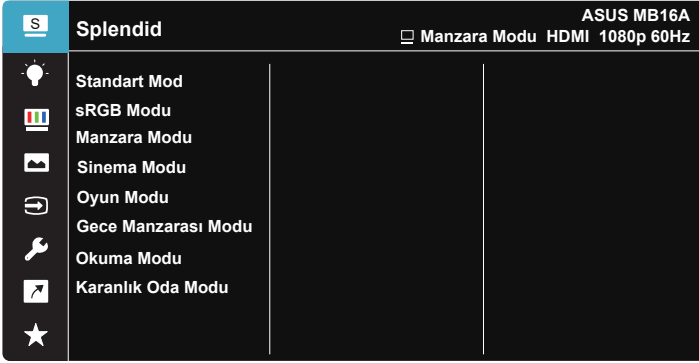 S
Splendid
ASUS MB16A
Manzara Modu HDMI 1080p 60Hz
Standart Mod
sRGB Modu
Manzara Modu
Sinema Modu
Oyun Modu
Gece Manzarası Modu
Okuma Modu
Karanlık Oda Modu